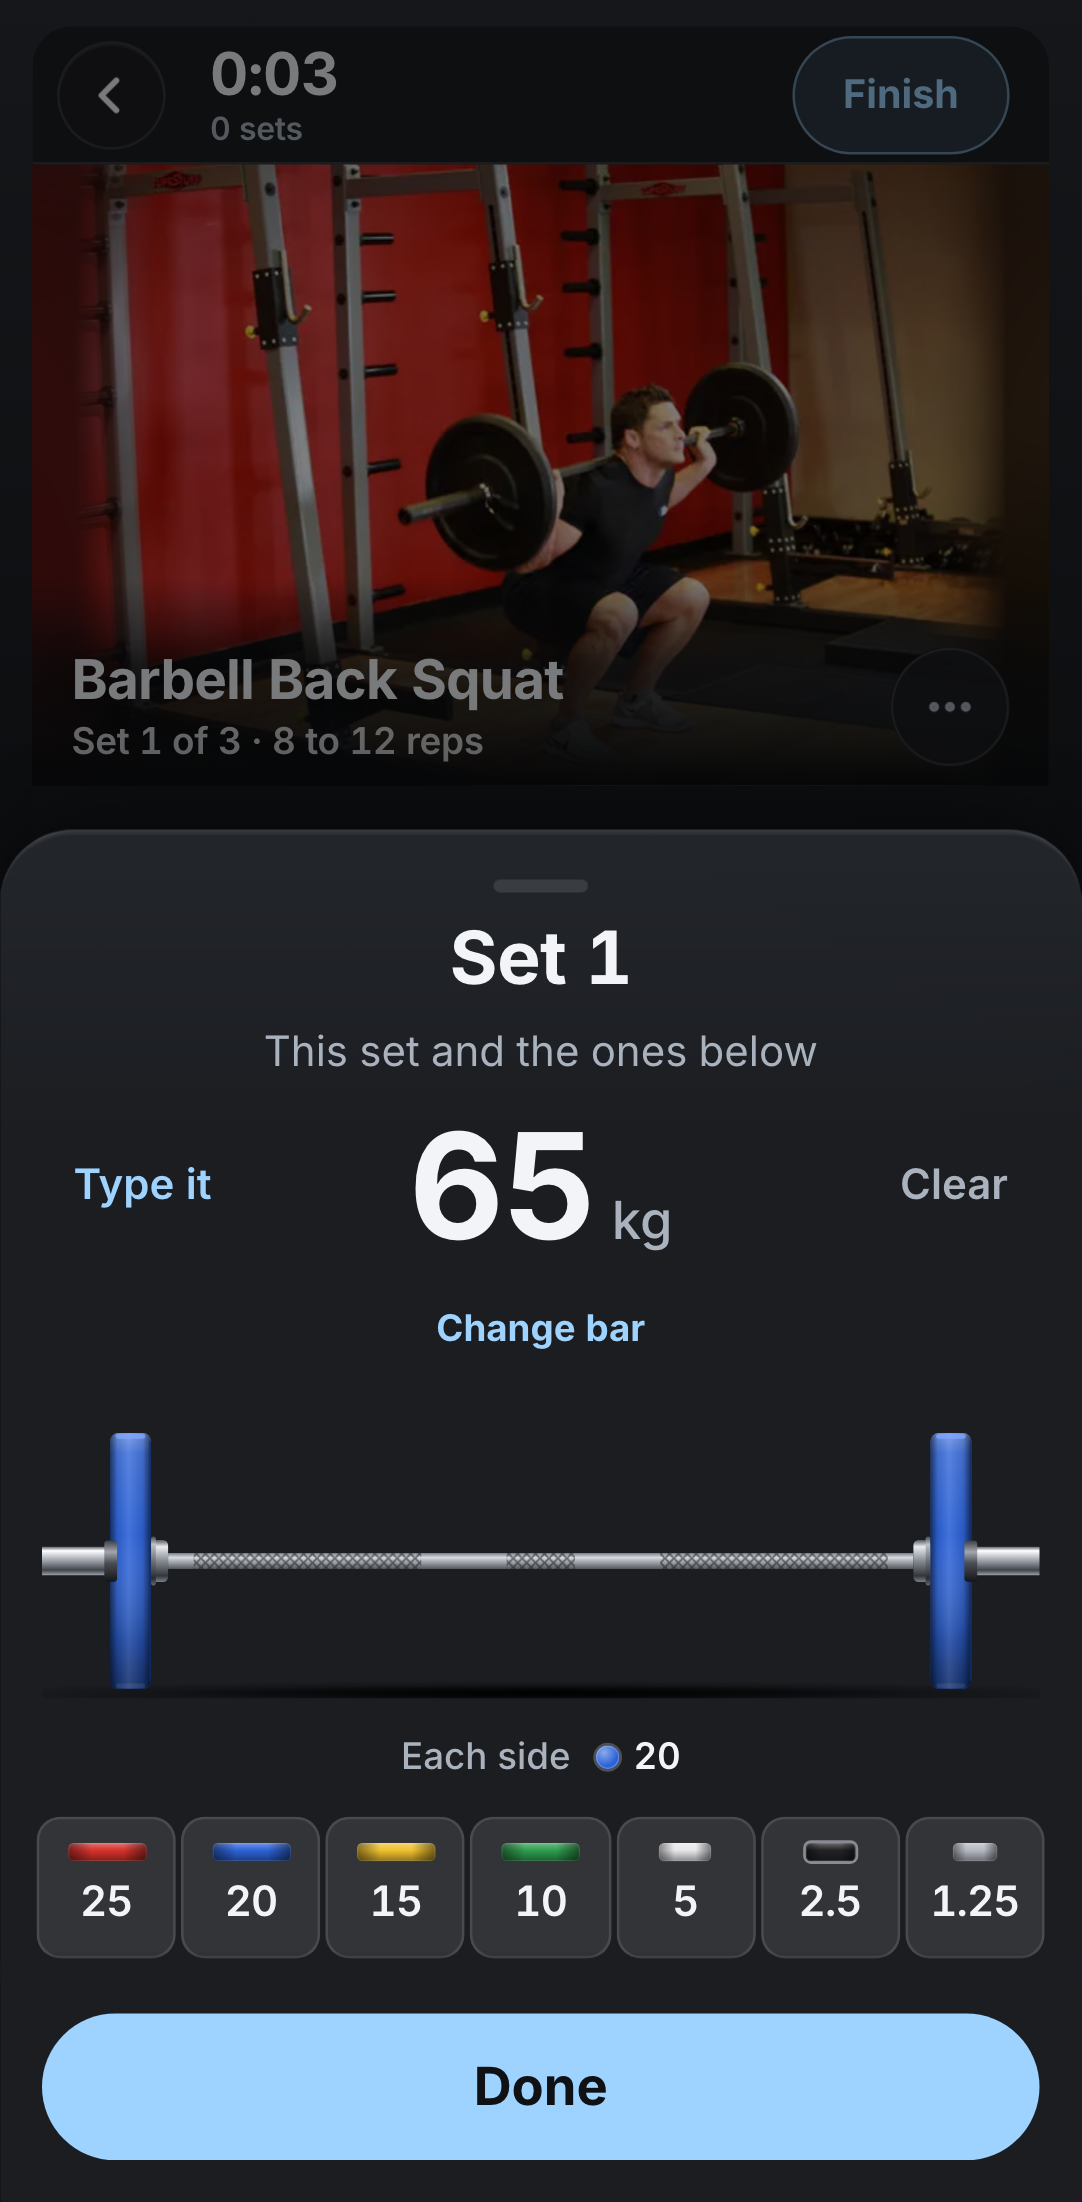 0:03
0 sets
Finish
Barbell Back Squat
Set 1 of 3 · 8 to 12 reps
Set 1
This set and the ones below
Type it
65 kg
Clear
Change bar
Each side 20
25 20 15 10 5 2.5 1.25
Done